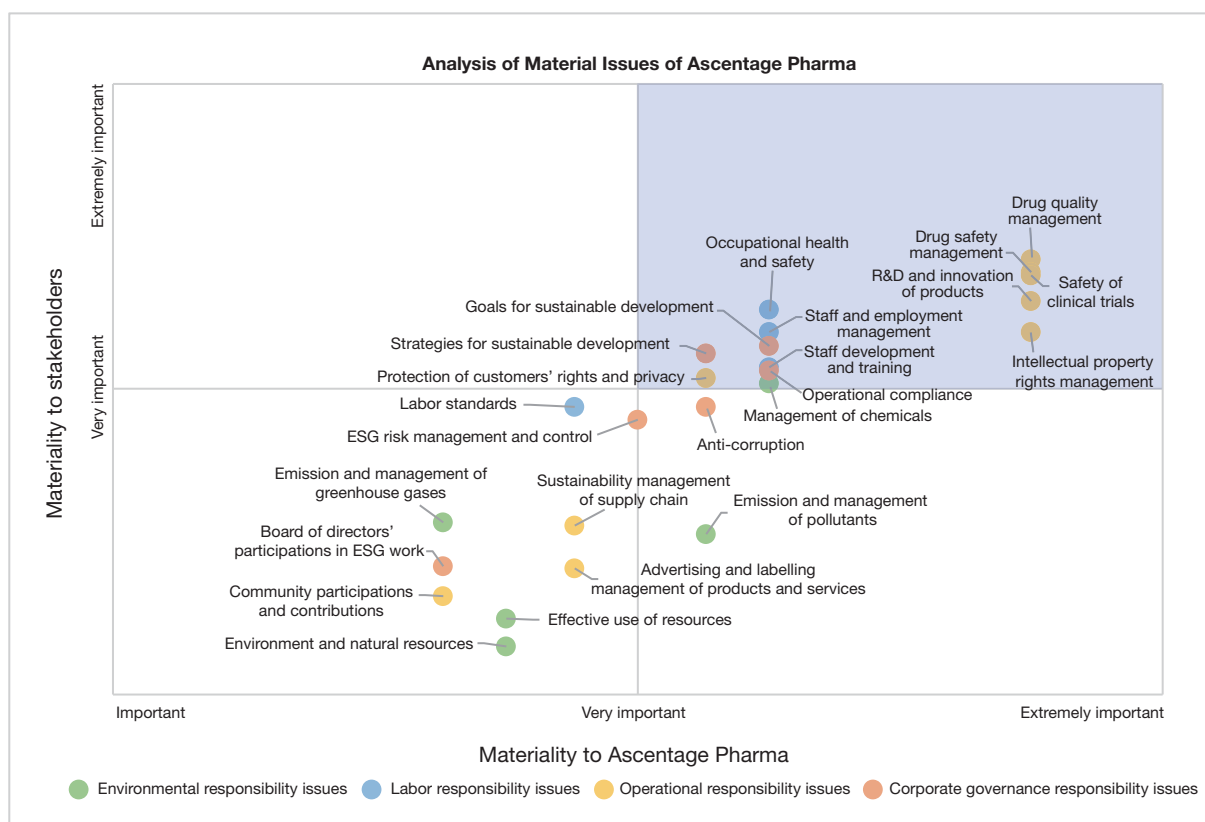 Analysis of Material Issues of Ascentage Pharma
Materiality to stakeholders
Extremely important
Very important
Drug quality
management
Drug safety
management
Occupational health
and safety
R&D and innovation
of products
Safety of
clinical trials
Goals for sustainable development
Staff and employment
management
Strategies for sustainable development
Staff development
and training
Intellectual property
rights management
Protection of customers’ rights and privacy
Operational compliance
Labor standards
Management of chemicals
ESG risk management and control
Anti-corruption
Emission and management of
greenhouse gases
Sustainability management
of supply chain
Emission and management
of pollutants
Board of directors’
participations in ESG work
Advertising and labelling
management of products and services
Community participations
and contributions
Effective use of resources
Environment and natural resources
Important
Very important
Extremely important
Materiality to Ascentage Pharma
Environmental responsibility issues
Labor responsibility issues
Operational responsibility issues
Corporate governance responsibility issues